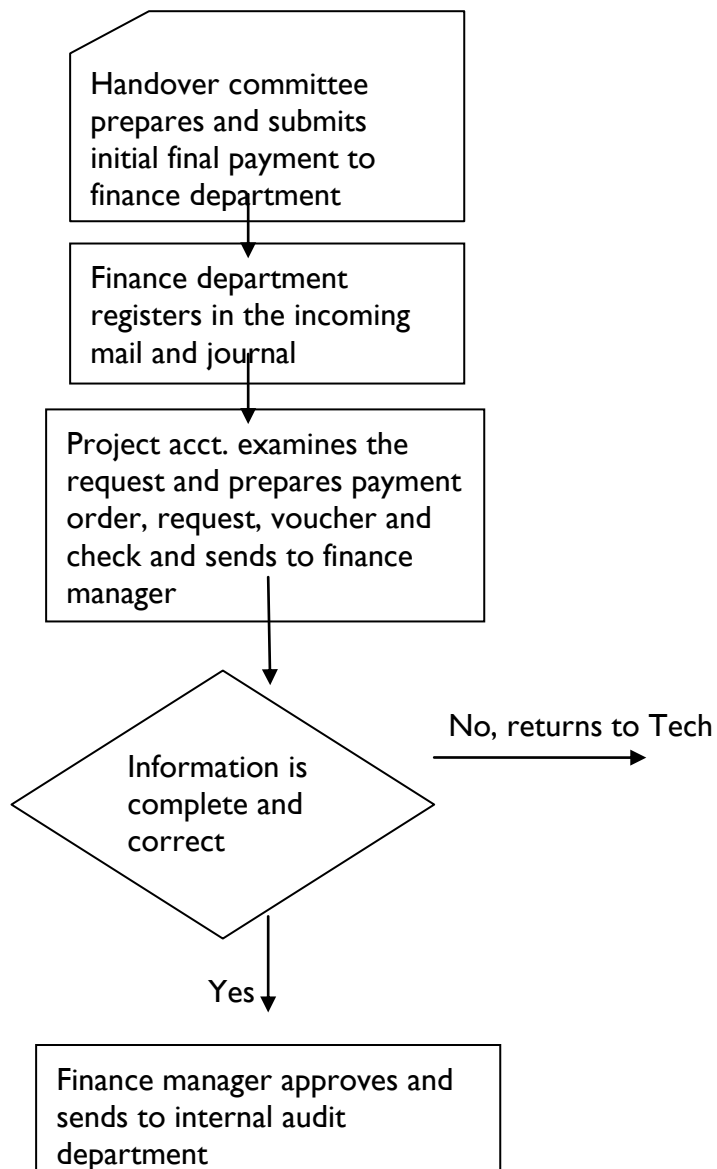 Handover committee
prepares and submits
initial final payment to
finance department
Finance department
registers in the incoming
mail and journal
Project acct. examines the
request and prepares payment
order, request, voucher and
check and sends to finance
manager
No, returns to Tech
Information is
complete and
correct
Yes
Finance manager approves and
sends to internal audit
department